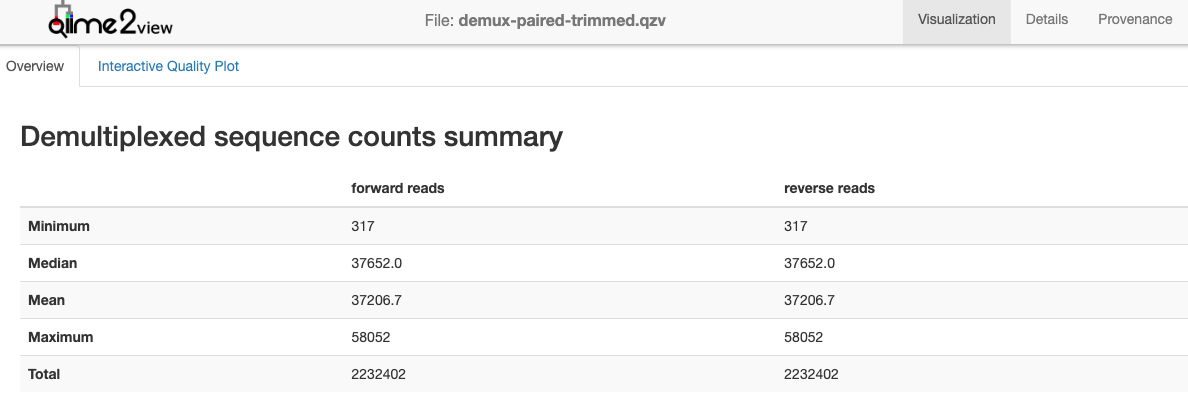 qiime2view File: demux-paired-trimmed.qzv Visualization Details Provenance
Overview Interactive Quality Plot
Demultiplexed sequence counts summary
forward reads reverse reads
Minimum 317 317
Median 37652.0 37652.0
Mean 37206.7 37206.7
Maximum 58052 58052
Total 2232402 2232402